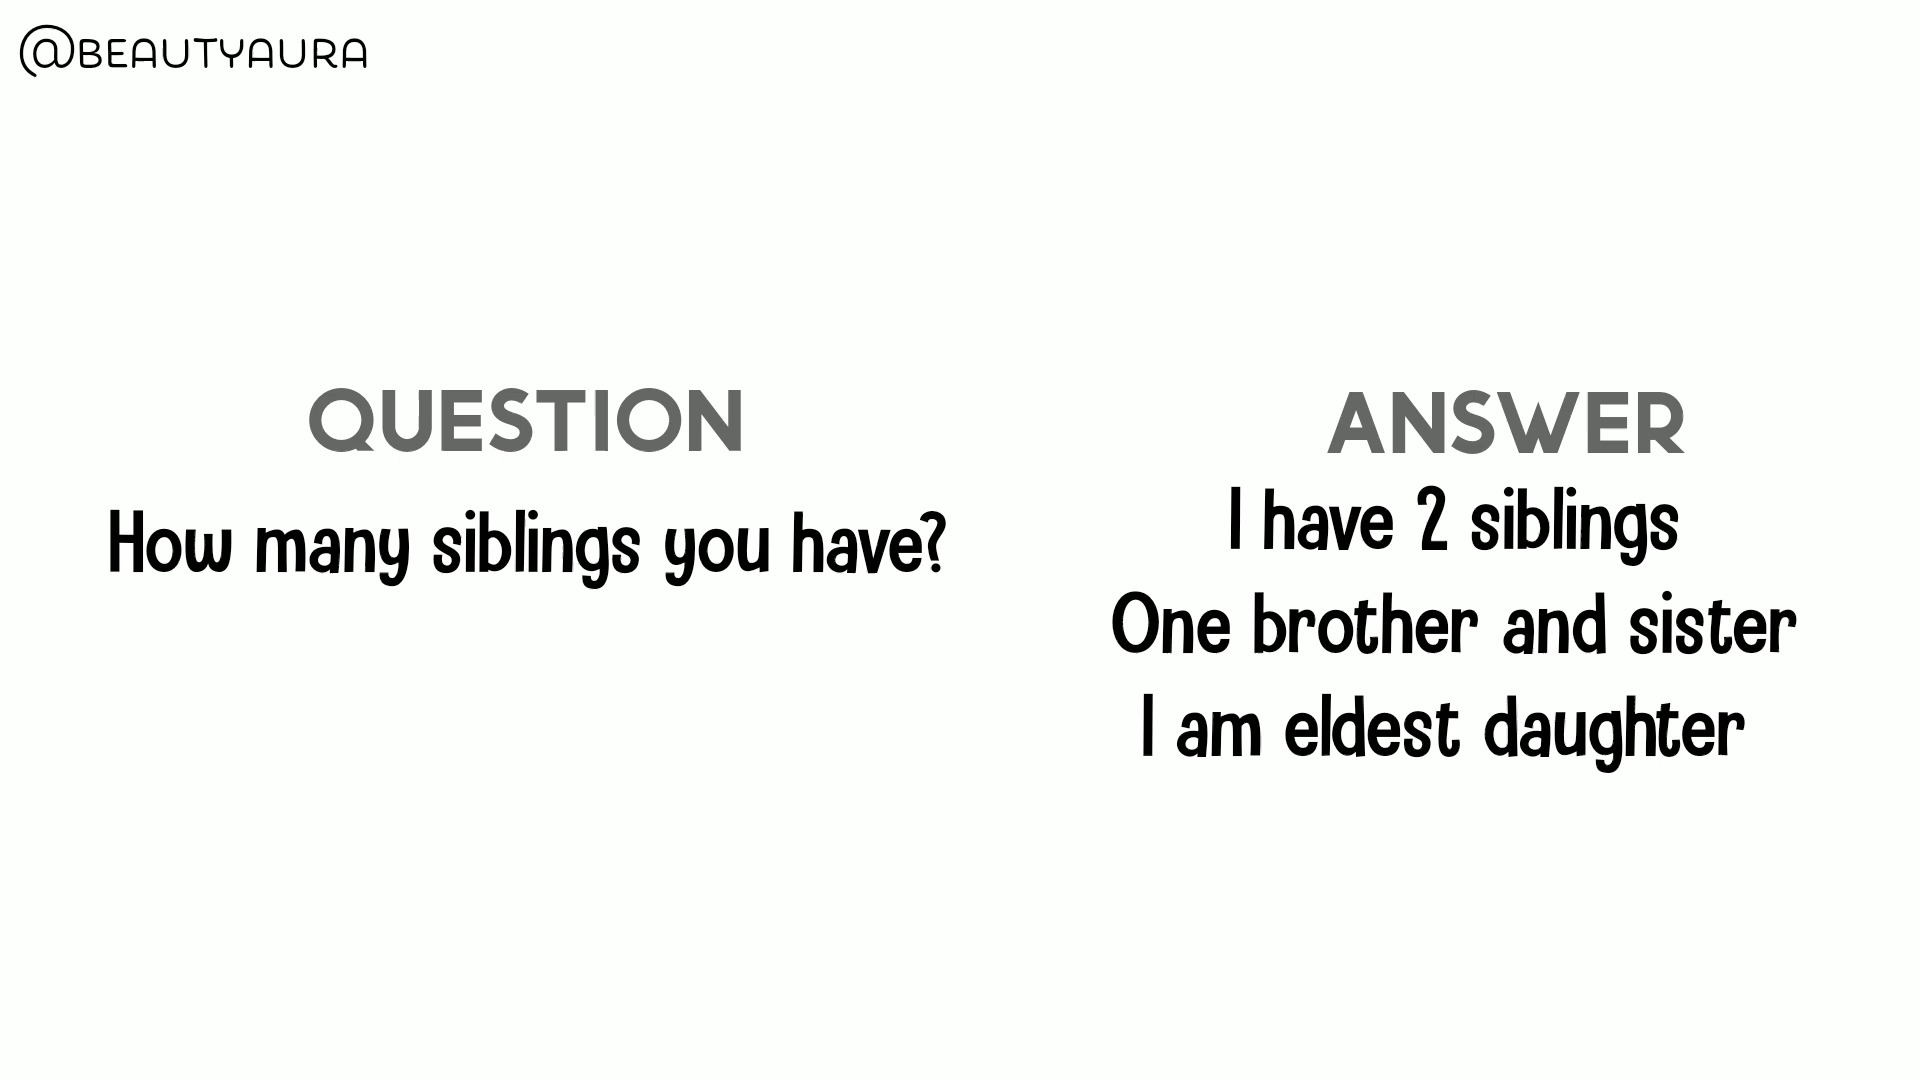 @BEAUTYAURA
QUESTION
How many siblings you have?
ANSWER
I have 2 siblings
One brother and sister
I am eldest daughter